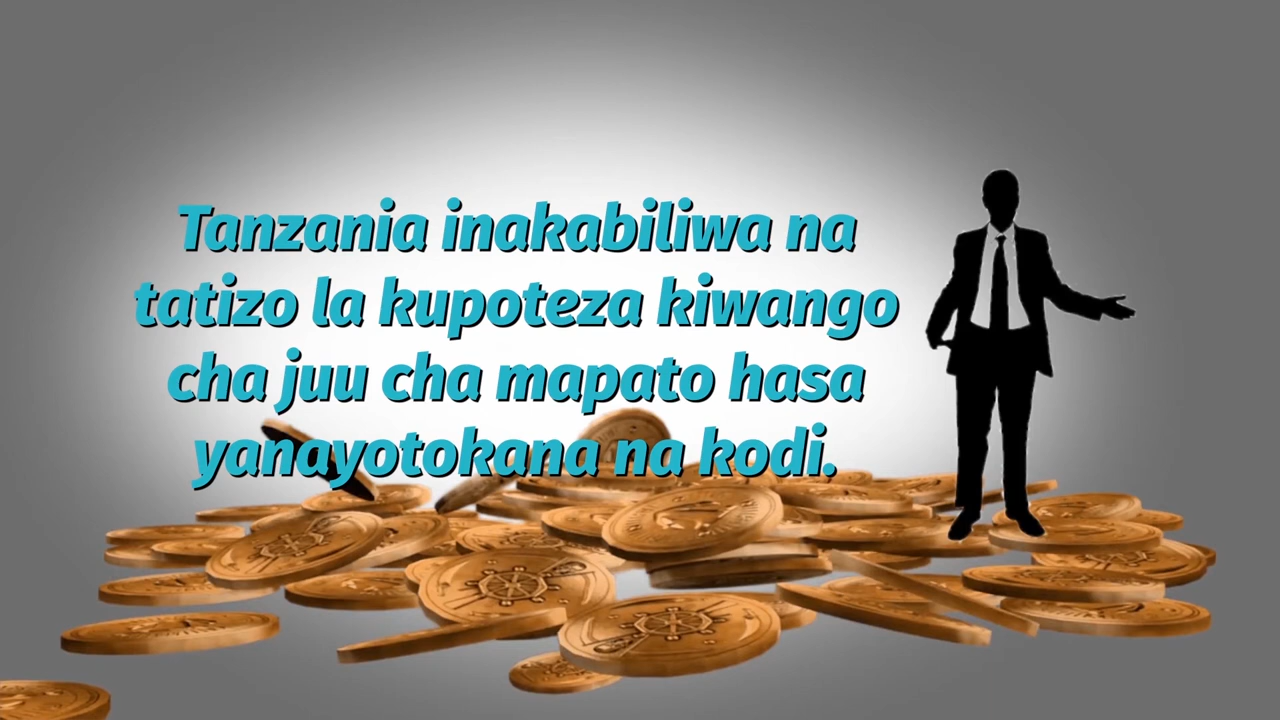 Tanzania inakabiliwa na
tatizo la kupoteza kiwango
cha juu cha mapato hasa
yanayotokana na kodi.